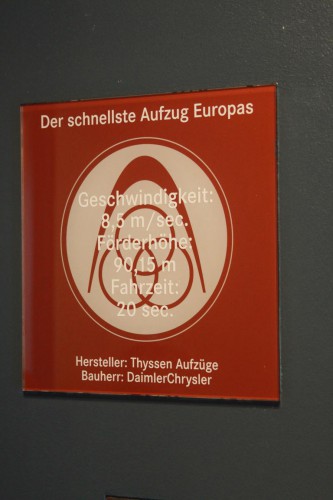 Der schnellste Aufzug Europas
Geschwindigkeit:
8,5 m/sec.
Förderhöhe:
90,15 m
Fahrzeit:
20 sec.
Hersteller: Thyssen Aufzüge
Bauherr: DaimlerChrysler